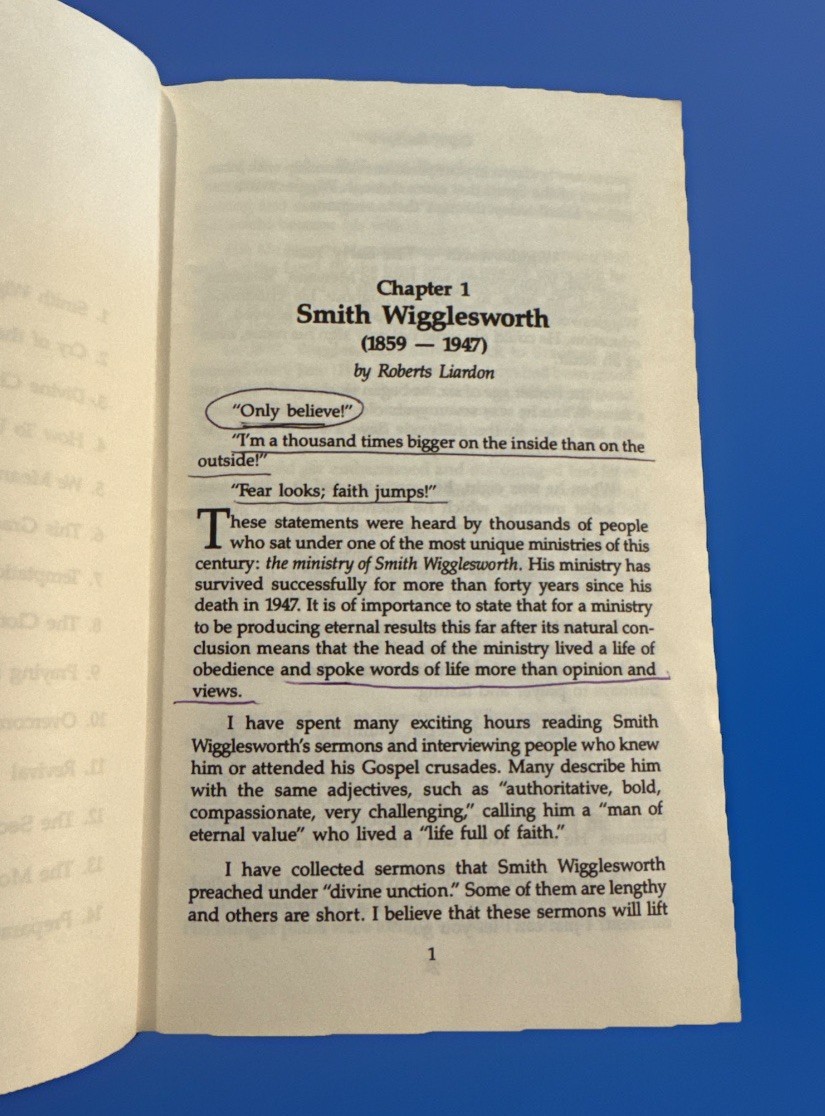 Chapter 1
Smith Wigglesworth
(1859 — 1947)
by Roberts Liardon
"Only believe!"
"I'm a thousand times bigger on the inside than on the
outside!"
"Fear looks; faith jumps!"
These statements were heard by thousands of people
who sat under one of the most unique ministries of this
century: the ministry of Smith Wigglesworth. His ministry has
survived successfully for more than forty years since his
death in 1947. It is of importance to state that for a ministry
to be producing eternal results this far after its natural con-
clusion means that the head of the ministry lived a life of
obedience and spoke words of life more than opinion and
views.
I have spent many exciting hours reading Smith
Wigglesworth's sermons and interviewing people who knew
him or attended his Gospel crusades. Many describe him
with the same adjectives, such as "authoritative, bold,
compassionate, very challenging," calling him a "man of
eternal value" who lived a "life full of faith."
I have collected sermons that Smith Wigglesworth
preached under "divine unction." Some of them are lengthy
and others are short. I believe that these sermons will lift
1